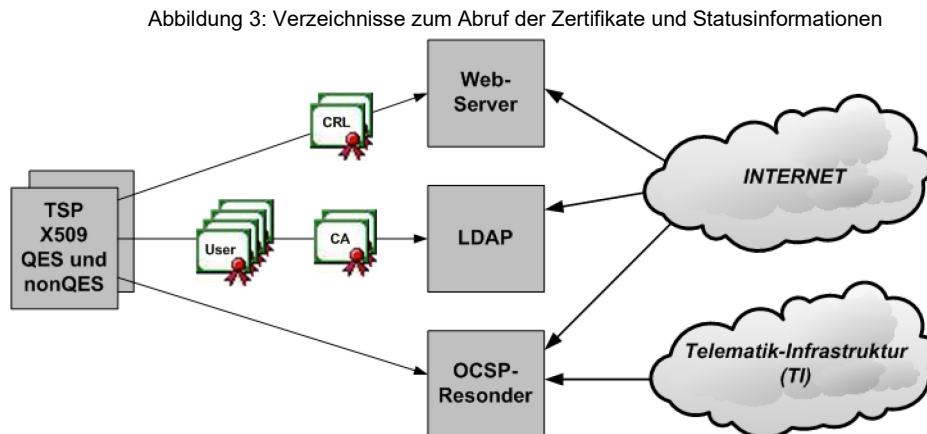 Abbildung 3: Verzeichnisse zum Abruf der Zertifikate und Statusinformationen
Web-
Server
CRL
INTERNET
TSP
X509
QES und
nonQES
User
CA
LDAP
OCSP-
Resonder
Telematik-Infrastruktur
(TI)